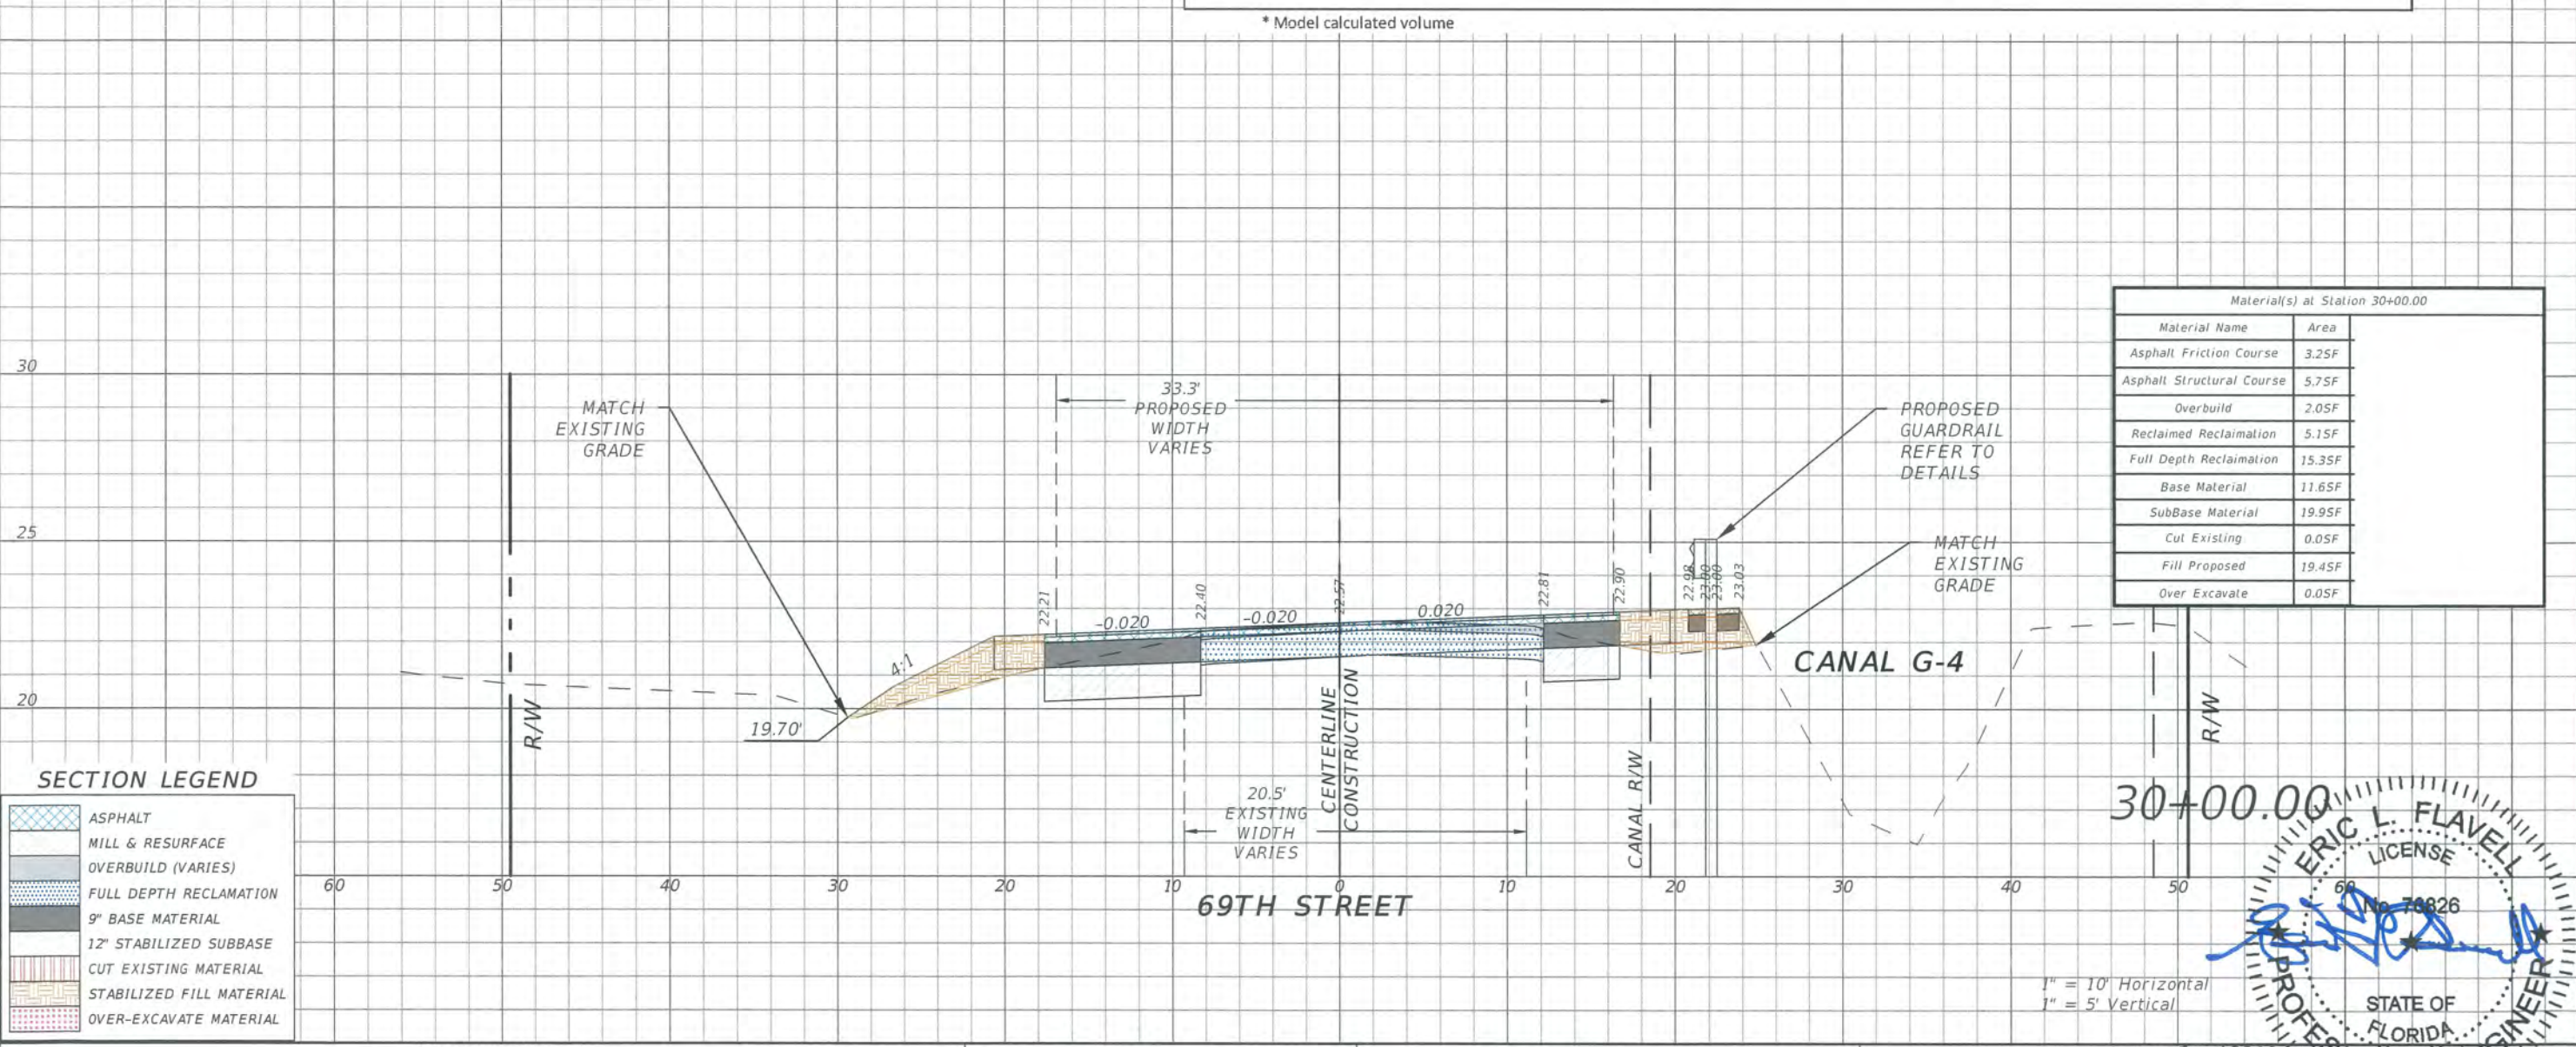 * Model calculated volume
Material(s) at Station 30+00.00
Material Name Area
Asphalt Friction Course 3.2SF
Asphalt Structural Course 5.7SF
Overbuild 2.0SF
Reclaimed Reclaimation 5.1SF
Full Depth Reclaimation 15.3SF
Base Material 11.6SF
SubBase Material 19.9SF
Cut Existing 0.0SF
Fill Proposed 19.4SF
Over Excavate 0.0SF
30
25
20
MATCH
EXISTING
GRADE
33.3'
PROPOSED
WIDTH
VARIES
PROPOSED
GUARDRAIL
REFER TO
DETAILS
MATCH
EXISTING
GRADE
22.21
22.40
22.57
22.81
22.90
22.98
23.00
23.00
23.03
-0.020
-0.020
0.020
4:1
CANAL G-4
R/W
19.70'
CENTERLINE
CONSTRUCTION
CANAL R/W
R/W
20.5'
EXISTING
WIDTH
VARIES
30+00.00
60 50 40 30 20 10 0 10 20 30 40 50 60
69TH STREET
SECTION LEGEND
ASPHALT
MILL & RESURFACE
OVERBUILD (VARIES)
FULL DEPTH RECLAMATION
9" BASE MATERIAL
12" STABILIZED SUBBASE
CUT EXISTING MATERIAL
STABILIZED FILL MATERIAL
OVER-EXCAVATE MATERIAL
1" = 10' Horizontal
1" = 5' Vertical
ERIC L. FLAVELL
LICENSE
No. 76826
STATE OF
FLORIDA